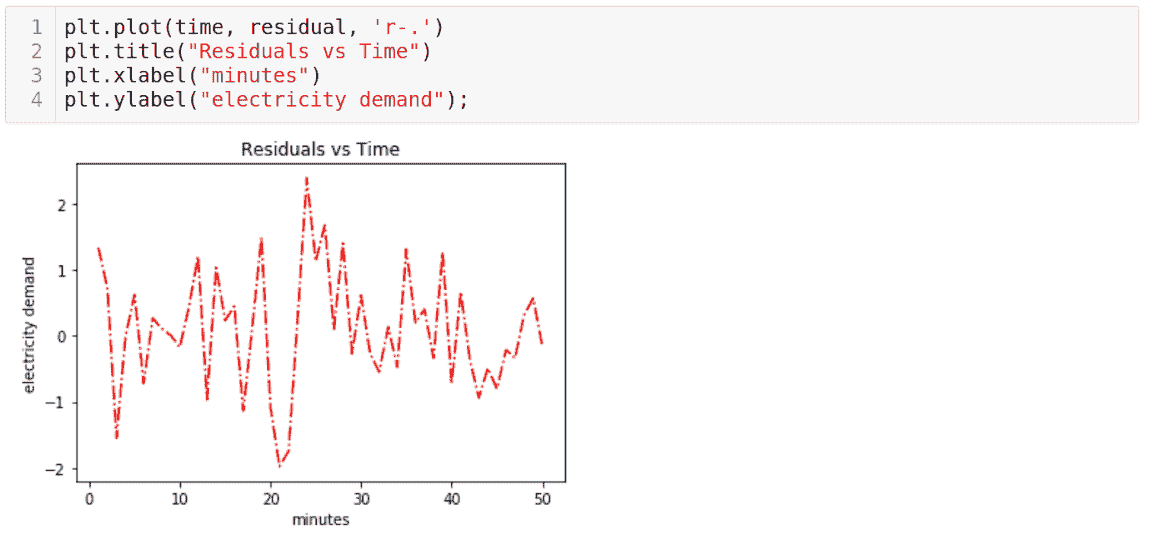 1 plt.plot(time, residual, 'r-.')
2 plt.title("Residuals vs Time")
3 plt.xlabel("minutes")
4 plt.ylabel("electricity demand");
Residuals vs Time
electricity demand
2
1
0
−1
−2
0 10 20 30 40 50
minutes